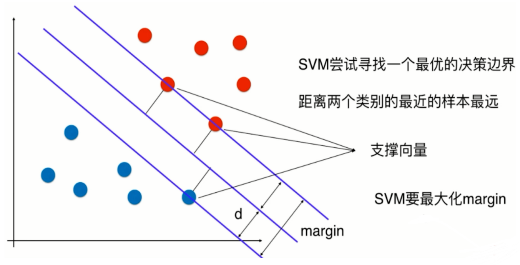 SVM尝试寻找一个最优的决策边界
距离两个类别的最近的样本最远
支撑向量
SVM要最大化margin
d
margin